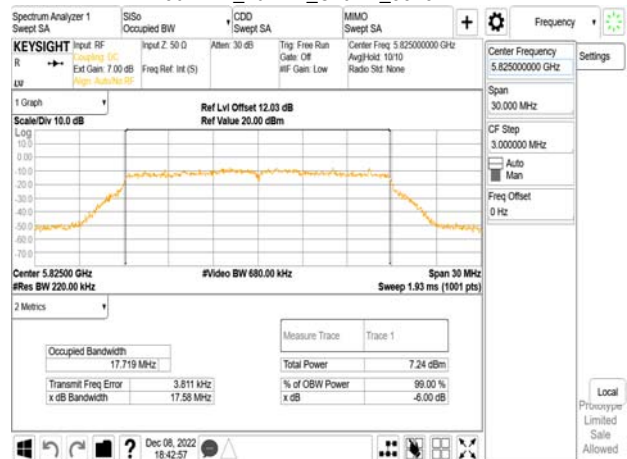 Spectrum Analyzer 1
Swept SA
SISo
Occupied BW
CDD
Swept SA
MIMO
Swept SA
+
Frequency
KEYSIGHT
R
LXI
Input: RF
Coupling: DC
Ext Gain: 7.00 dB
Align: Auto/No RF
Input Z: 50 Ω
Freq Ref: Int (S)
Atten: 30 dB
Trig: Free Run
Gate: Off
#IF Gain: Low
Center Freq: 5.825000000 GHz
Avg|Hold: 10/10
Radio Std: None
Center Frequency
5.825000000 GHz
Settings
Span
30.000 MHz
CF Step
3.000000 MHz
Auto
Man
Freq Offset
0 Hz
1 Graph
Scale/Div 10.0 dB
Ref Lvl Offset 12.03 dB
Ref Value 20.00 dBm
Log
10.0
0.00
-10.0
-20.0
-30.0
-40.0
-50.0
-60.0
-70.0
Center 5.82500 GHz
#Res BW 220.00 kHz
#Video BW 680.00 kHz
Span 30 MHz
Sweep 1.93 ms (1001 pts)
2 Metrics
Measure Trace Trace 1
Occupied Bandwidth
17.719 MHz
Total Power 7.24 dBm
Transmit Freq Error 3.811 kHz
% of OBW Power 99.00 %
x dB Bandwidth 17.58 MHz
x dB -6.00 dB
Local
Prototype
Limited
Sale
Allowed
?
Dec 08, 2022
18:42:57